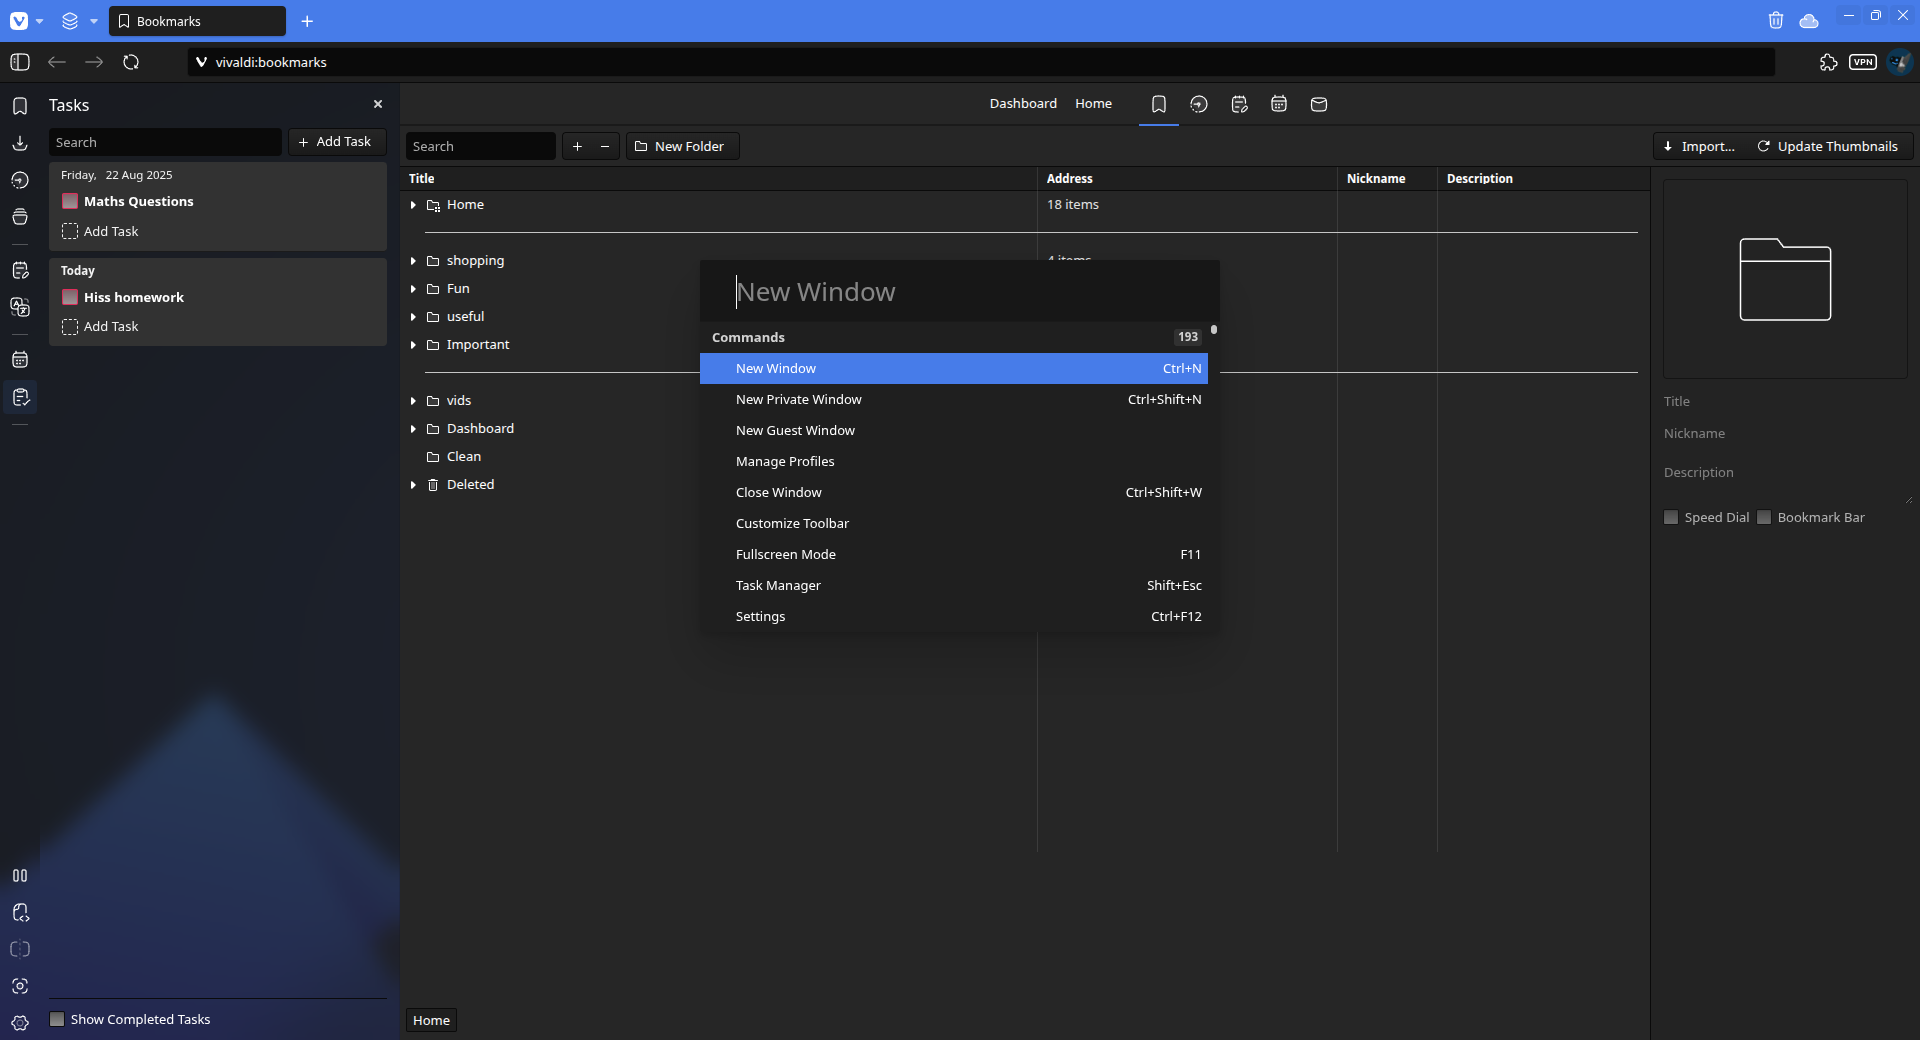 Bookmarks
vivaldi:bookmarks
VPN
Tasks
Search
Add Task
Friday, 22 Aug 2025
Maths Questions
Add Task
Today
Hiss homework
Add Task
Show Completed Tasks
Dashboard Home
Search
New Folder
Import...
Update Thumbnails
Title Address Nickname Description
Home 18 items
shopping 4 items
Fun
useful
Important
vids
Dashboard
Clean
Deleted
New Window
Commands 193
New Window Ctrl+N
New Private Window Ctrl+Shift+N
New Guest Window
Manage Profiles
Close Window Ctrl+Shift+W
Customize Toolbar
Fullscreen Mode F11
Task Manager Shift+Esc
Settings Ctrl+F12
Title
Nickname
Description
Speed Dial Bookmark Bar
Home